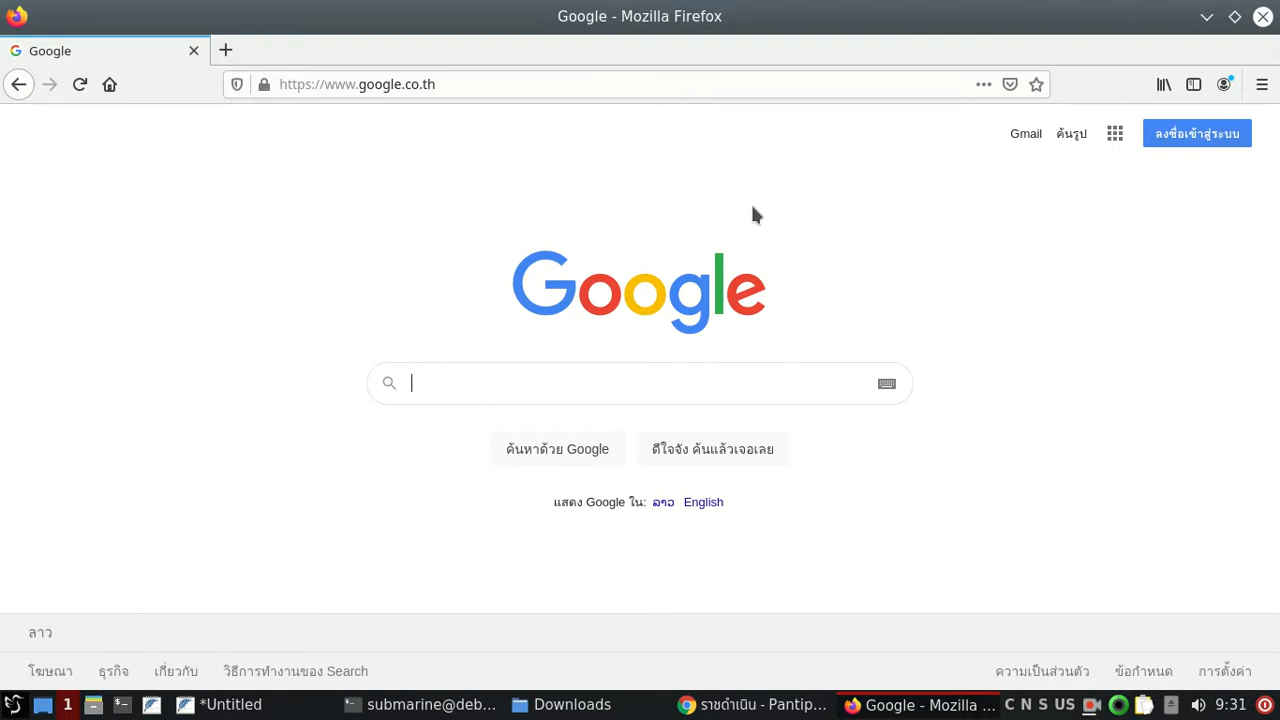 Google - Mozilla Firefox
Google
https://www.google.co.th
Gmail ค้นรูป ลงชื่อเข้าสู่ระบบ
Google
ค้นหาด้วย Google ดีใจจัง ค้นแล้วเจอเลย
แสดง Google ใน: ລາວ English
ลาว
โฆษณา ธุรกิจ เกี่ยวกับ วิธีการทำงานของ Search ความเป็นส่วนตัว ข้อกำหนด การตั้งค่า
1 *Untitled submarine@deb... Downloads ราชดำเนิน - Pantip... Google - Mozilla ... C N S US 9:31